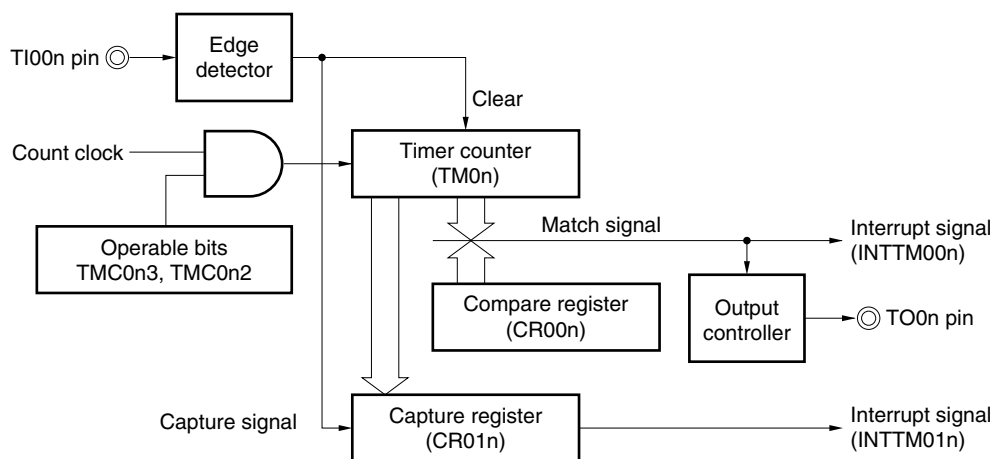 Edge
detector
TI00n pin
Clear
Count clock
Timer counter
(TM0n)
Operable bits
TMC0n3, TMC0n2
Match signal
Interrupt signal
(INTTM00n)
Compare register
(CR00n)
Output
controller
TO0n pin
Capture signal
Capture register
(CR01n)
Interrupt signal
(INTTM01n)